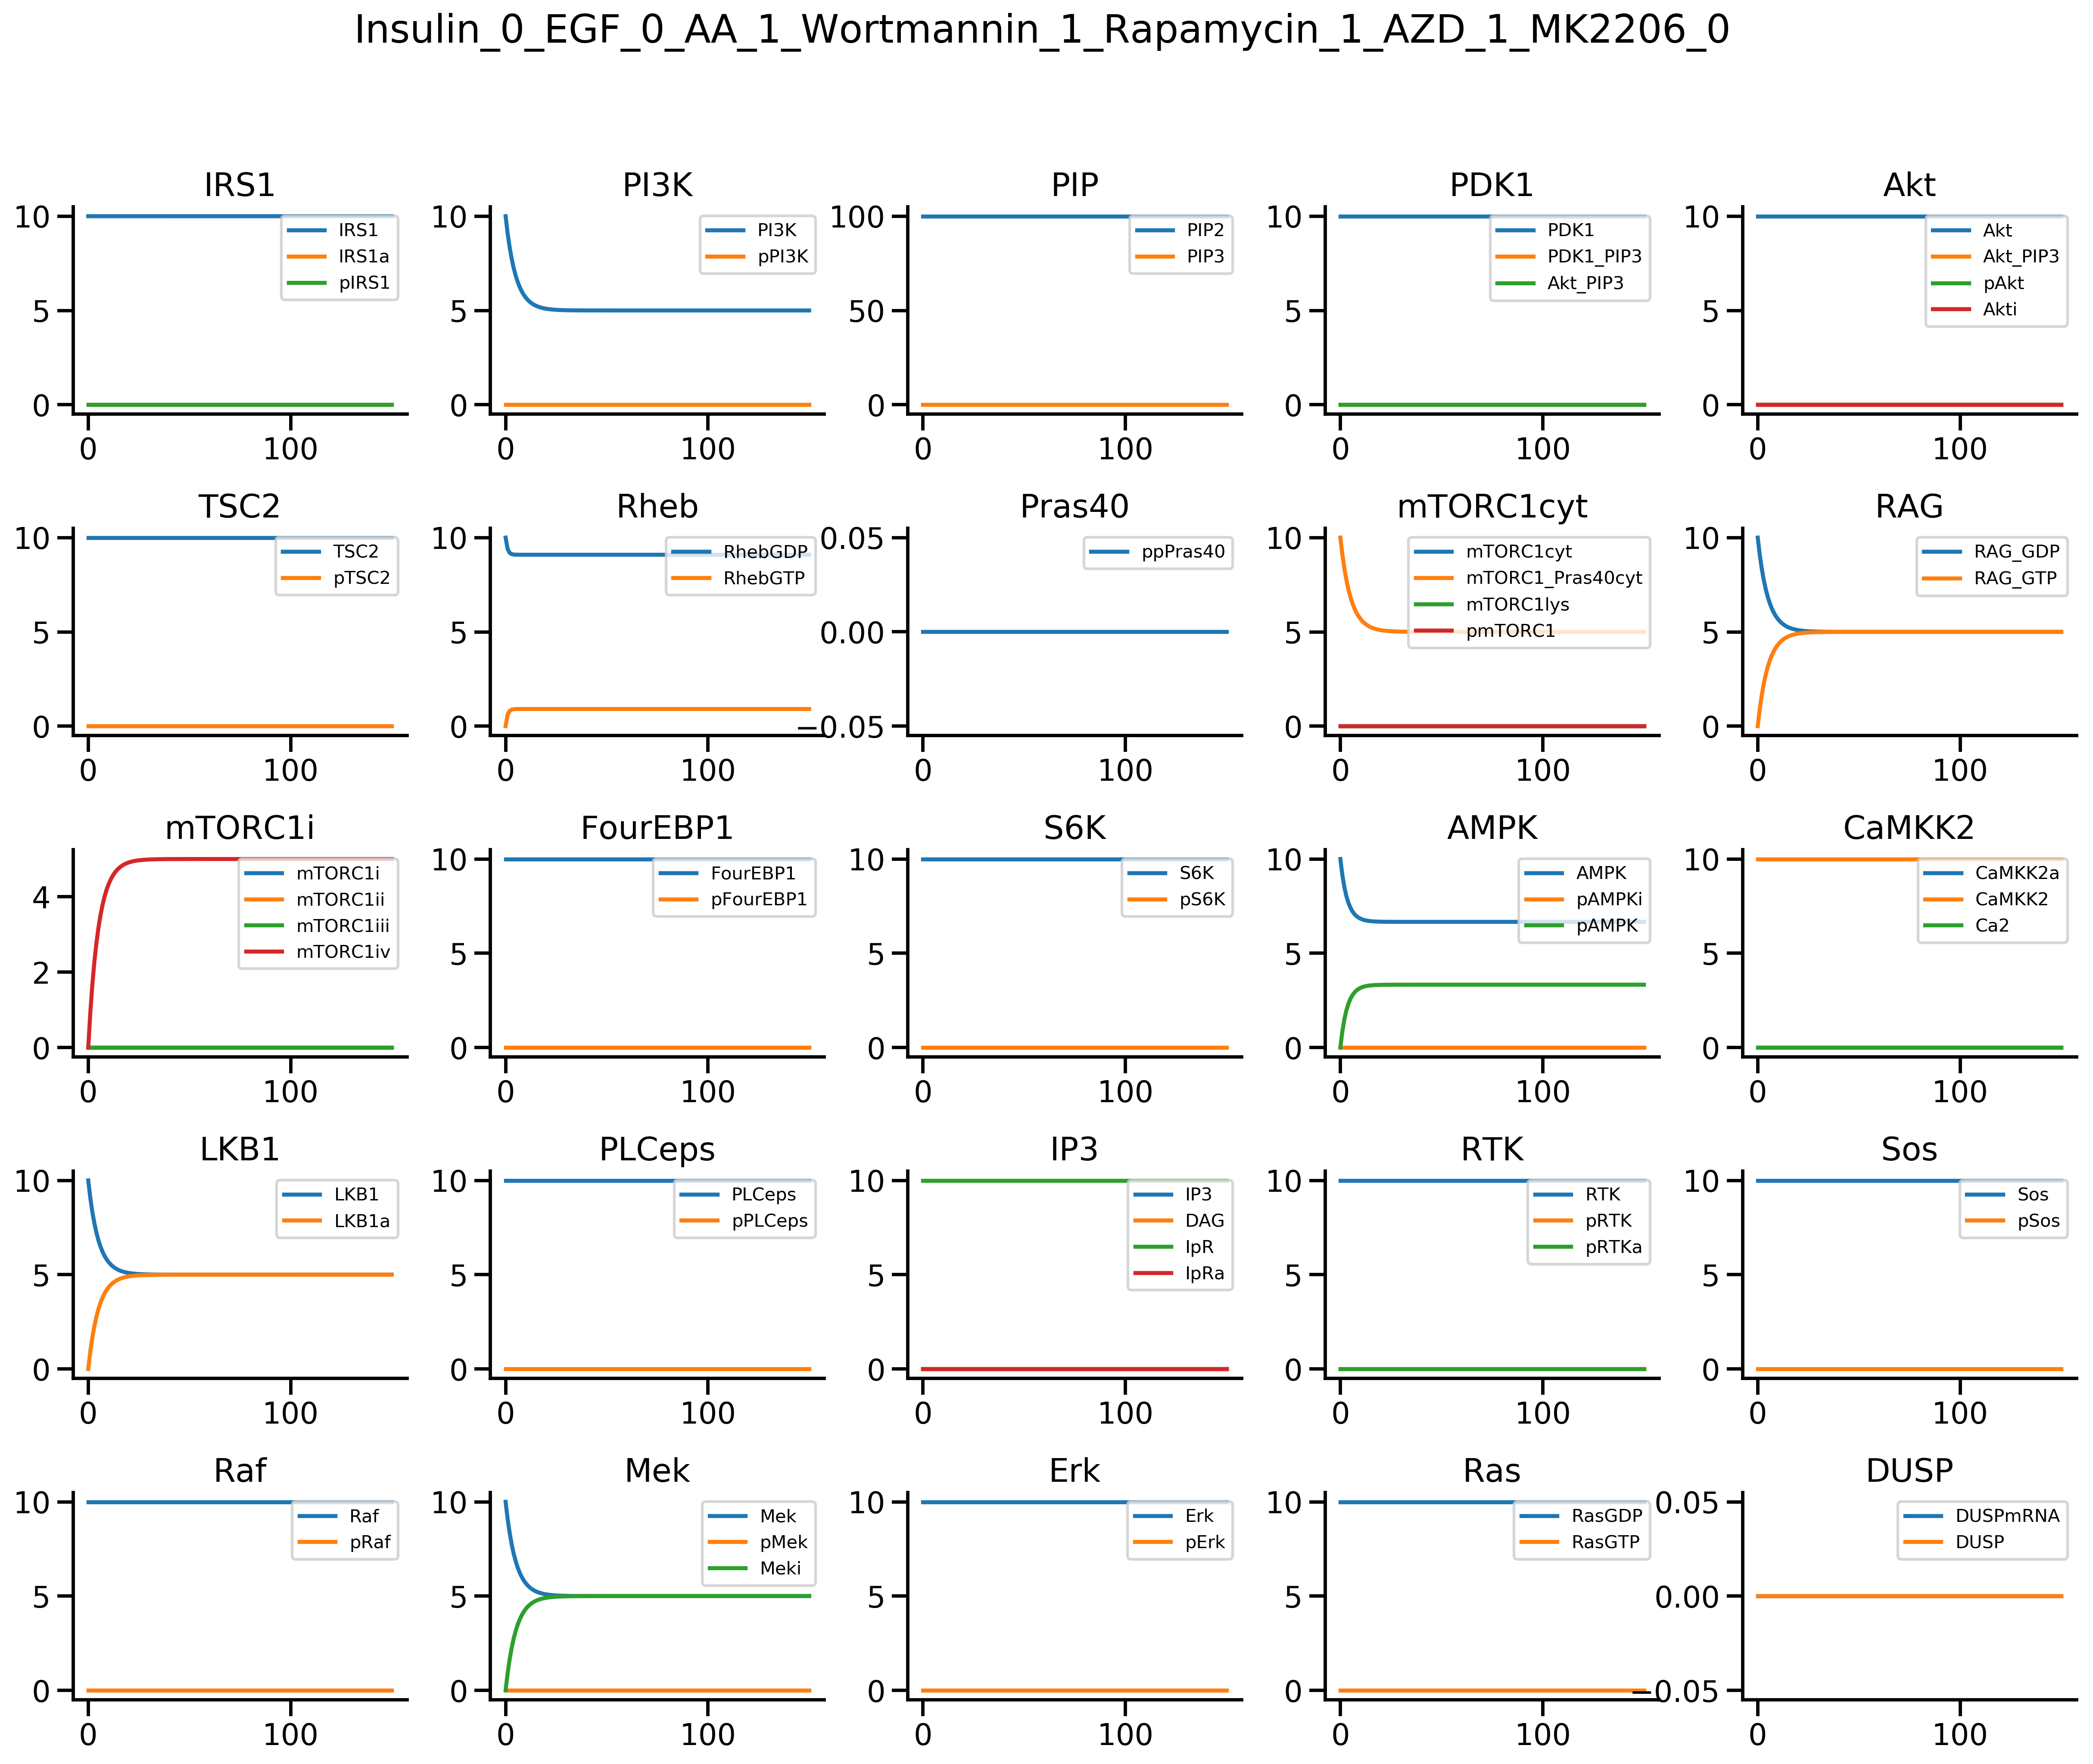 Insulin_0_EGF_0_AA_1_Wortmannin_1_Rapamycin_1_AZD_1_MK2206_0
IRS1
10
5
0
0
100
IRS1
IRS1a
pIRS1
PI3K
10
5
0
0
100
PI3K
pPI3K
PIP
100
50
0
0
100
PIP2
PIP3
PDK1
10
5
0
0
100
PDK1
PDK1_PIP3
Akt_PIP3
Akt
10
5
0
0
100
Akt
Akt_PIP3
pAkt
Akti
TSC2
10
5
0
0
100
TSC2
pTSC2
Rheb
10
5
0
0
100
RhebGDP
RhebGTP
Pras40
0.05
0.00
−0.05
0
100
ppPras40
mTORC1cyt
10
5
0
0
100
mTORC1cyt
mTORC1_Pras40cyt
mTORC1lys
pmTORC1
RAG
10
5
0
0
100
RAG_GDP
RAG_GTP
mTORC1i
4
2
0
0
100
mTORC1i
mTORC1ii
mTORC1iii
mTORC1iv
FourEBP1
10
5
0
0
100
FourEBP1
pFourEBP1
S6K
10
5
0
0
100
S6K
pS6K
AMPK
10
5
0
0
100
AMPK
pAMPKi
pAMPK
CaMKK2
10
5
0
0
100
CaMKK2a
CaMKK2
Ca2
LKB1
10
5
0
0
100
LKB1
LKB1a
PLCeps
10
5
0
0
100
PLCeps
pPLCeps
IP3
10
5
0
0
100
IP3
DAG
IpR
IpRa
RTK
10
5
0
0
100
RTK
pRTK
pRTKa
Sos
10
5
0
0
100
Sos
pSos
Raf
10
5
0
0
100
Raf
pRaf
Mek
10
5
0
0
100
Mek
pMek
Meki
Erk
10
5
0
0
100
Erk
pErk
Ras
10
5
0
0
100
RasGDP
RasGTP
DUSP
0.05
0.00
−0.05
0
100
DUSPmRNA
DUSP